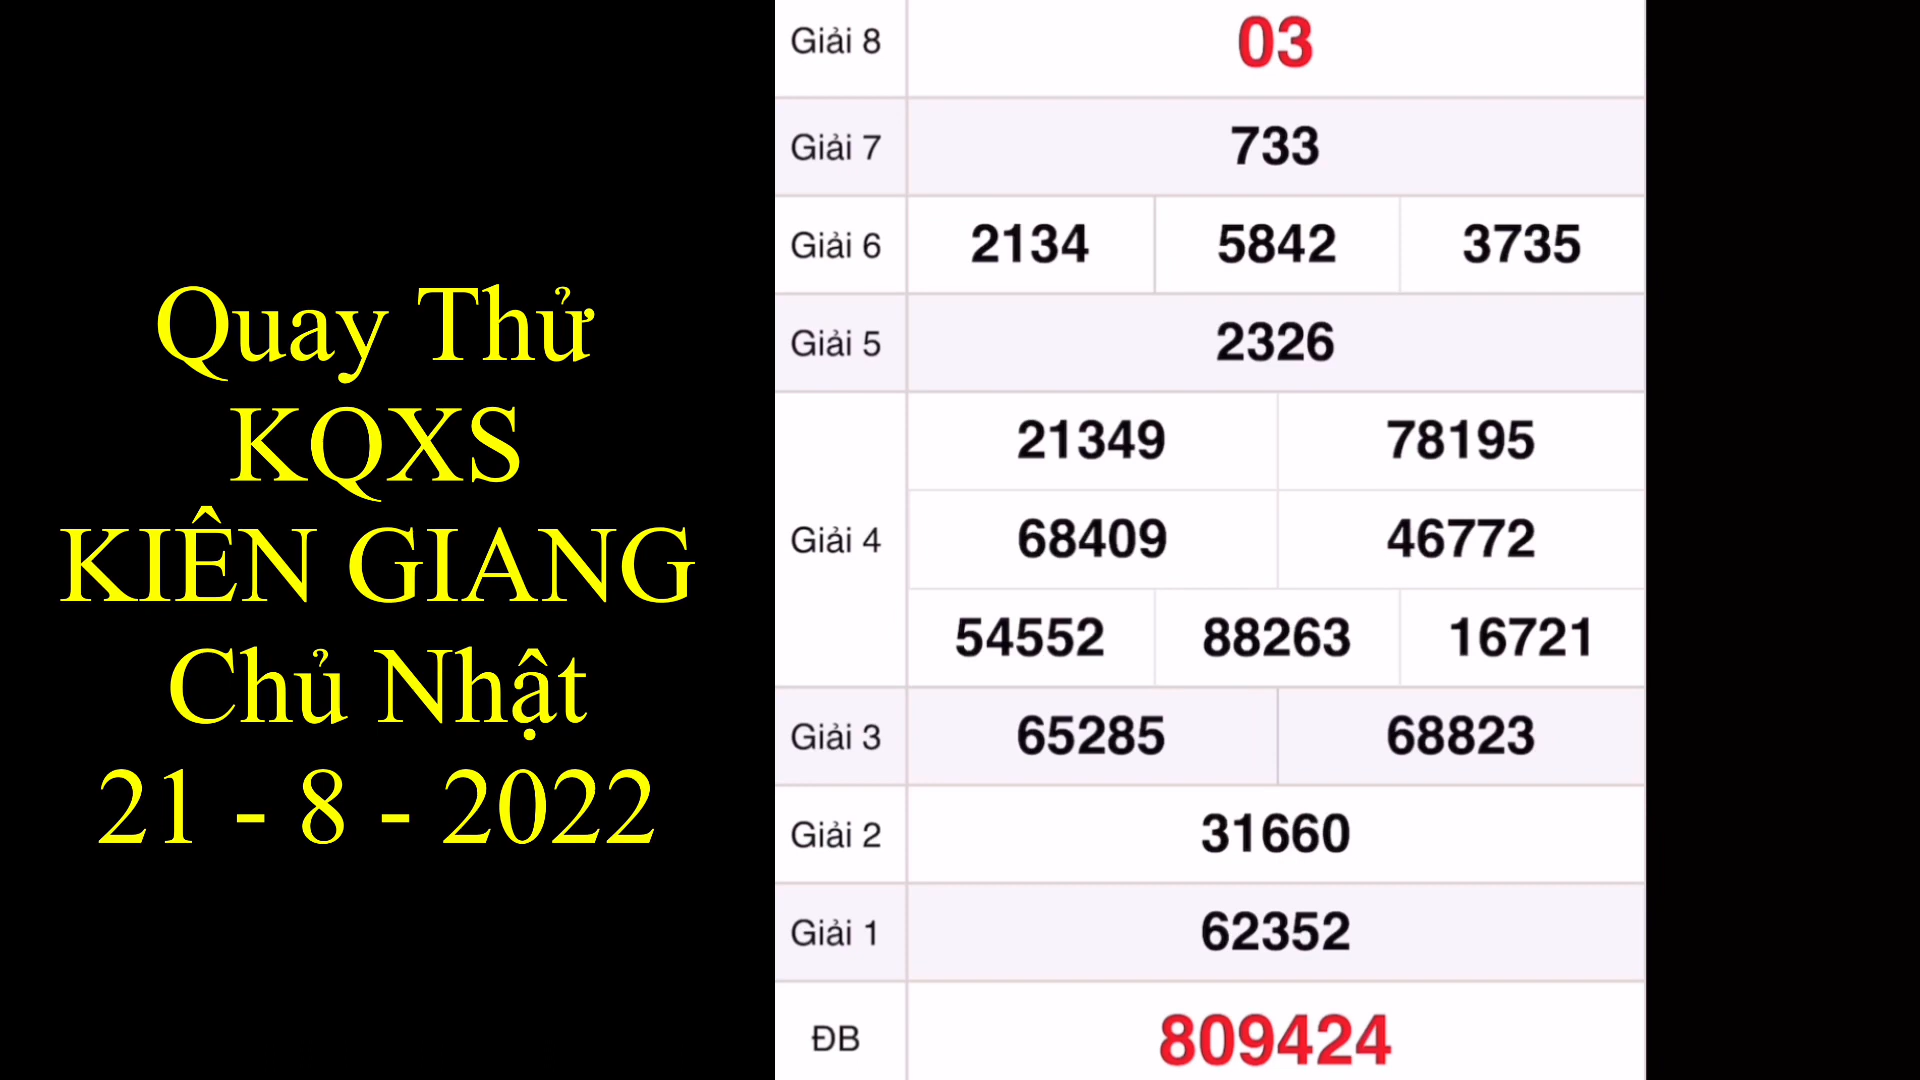 Quay Thử
KQXS
KIÊN GIANG
Chủ Nhật
21 - 8 - 2022
Giải 8 03
Giải 7 733
Giải 6 2134 5842 3735
Giải 5 2326
21349 78195
Giải 4 68409 46772
54552 88263 16721
Giải 3 65285 68823
Giải 2 31660
Giải 1 62352
ĐB 809424